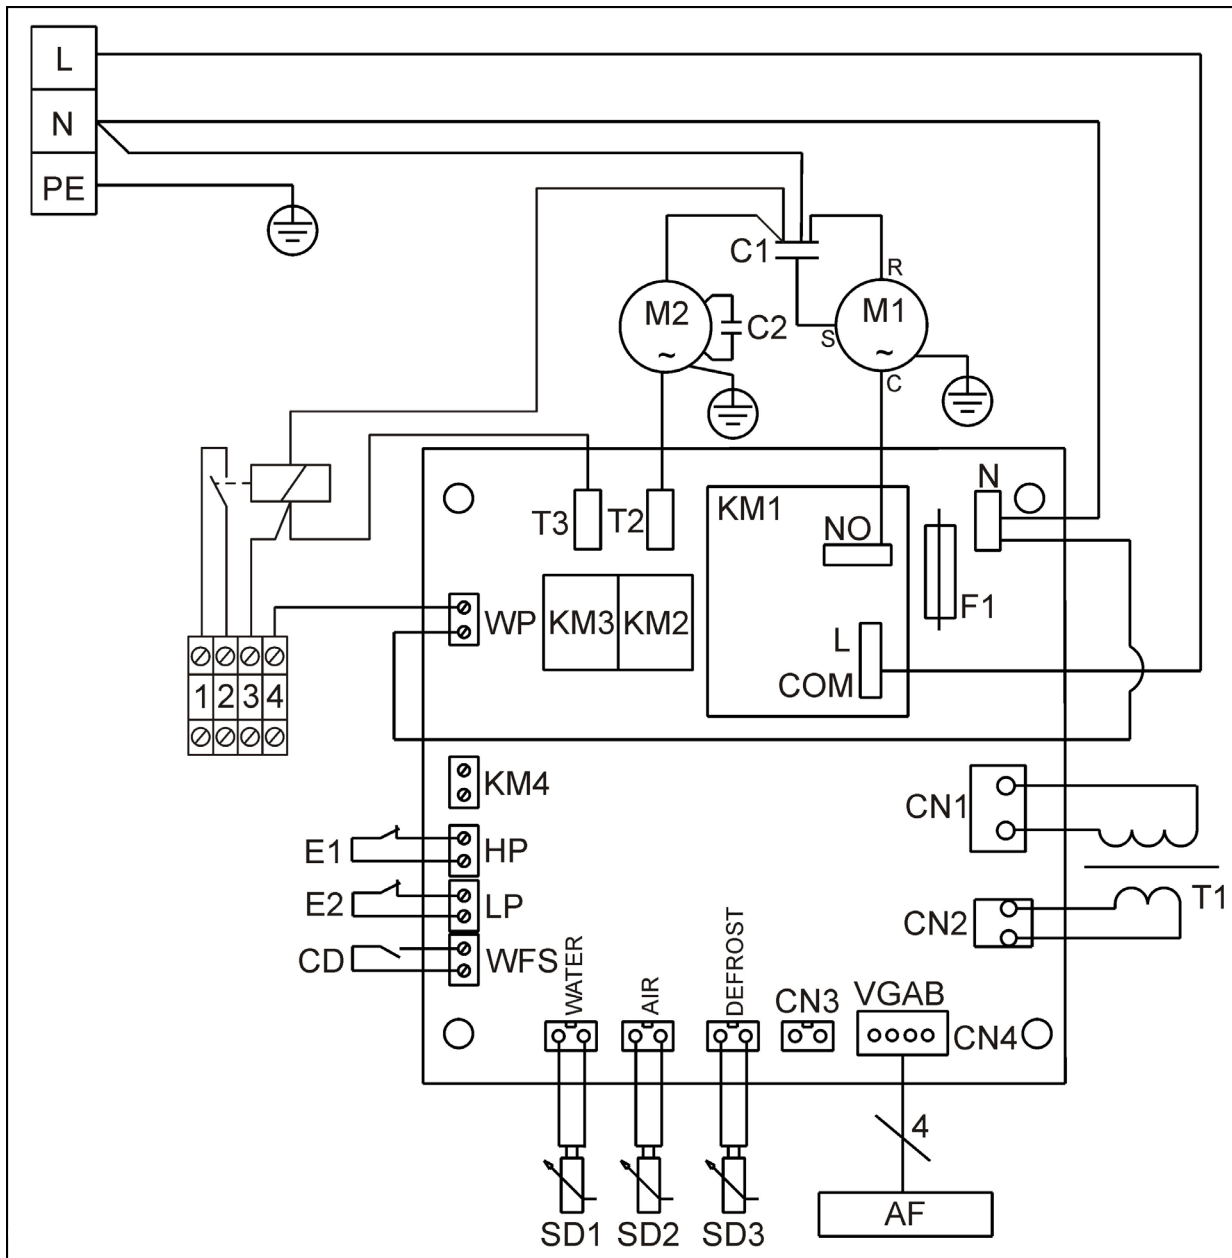 L
N
PE
C1
R
M2
C2
M1
S
~
~
C
N
KM1
T3
T2
NO
F1
WP
KM3
KM2
L
COM
1 2 3 4
KM4
CN1
E1
HP
E2
LP
T1
CN2
CD
WFS
WATER
AIR
DEFROST
CN3
VGAB
CN4
4
AF
SD1
SD2
SD3